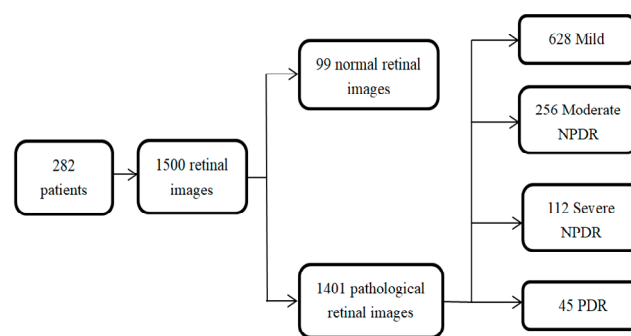 282
patients
1500 retinal
images
99 normal retinal
images
1401 pathological
retinal images
628 Mild
256 Moderate
NPDR
112 Severe
NPDR
45 PDR